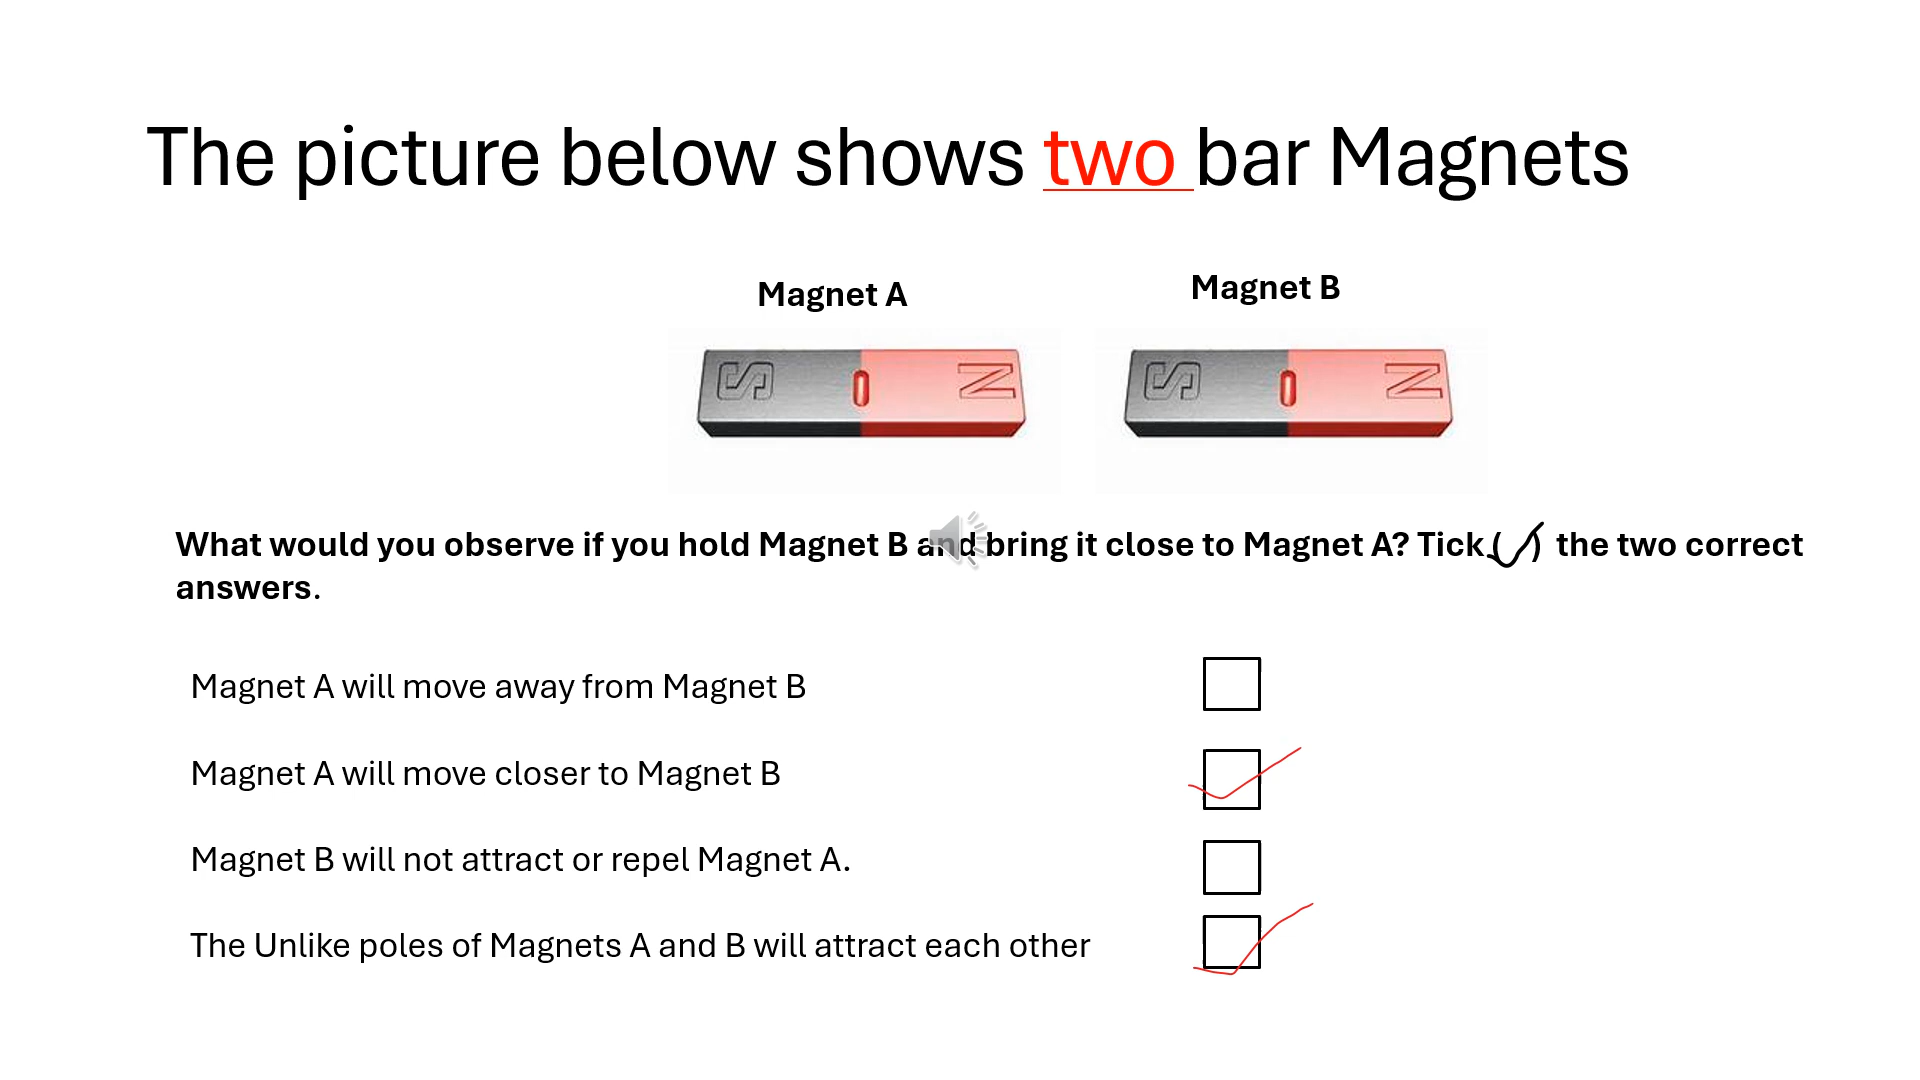 The picture below shows two bar Magnets
Magnet A
Magnet B
S N
S N
What would you observe if you hold Magnet B and bring it close to Magnet A? Tick (✓) the two correct
answers.
Magnet A will move away from Magnet B
Magnet A will move closer to Magnet B
Magnet B will not attract or repel Magnet A.
The Unlike poles of Magnets A and B will attract each other